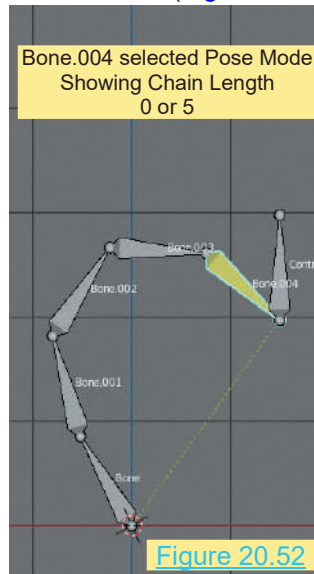 Bone.004 selected Pose Mode
Showing Chain Length
0 or 5
Bone.003
Contr
Bone.004
Bone.002
Bone.001
Bone
Figure 20.52